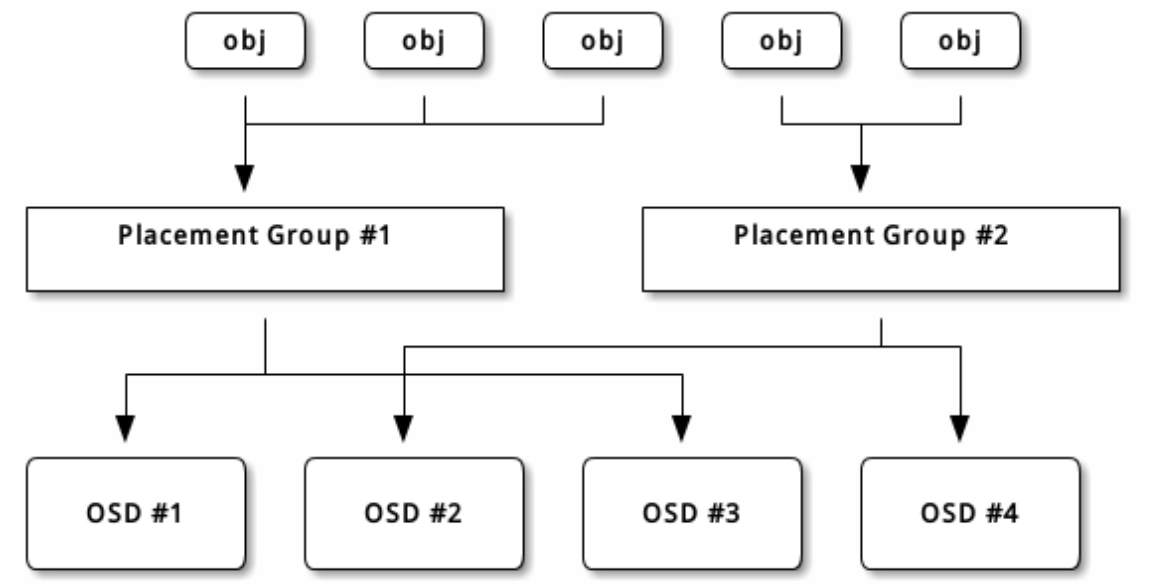 obj
obj
obj
obj
obj
Placement Group #1
Placement Group #2
OSD #1
OSD #2
OSD #3
OSD #4